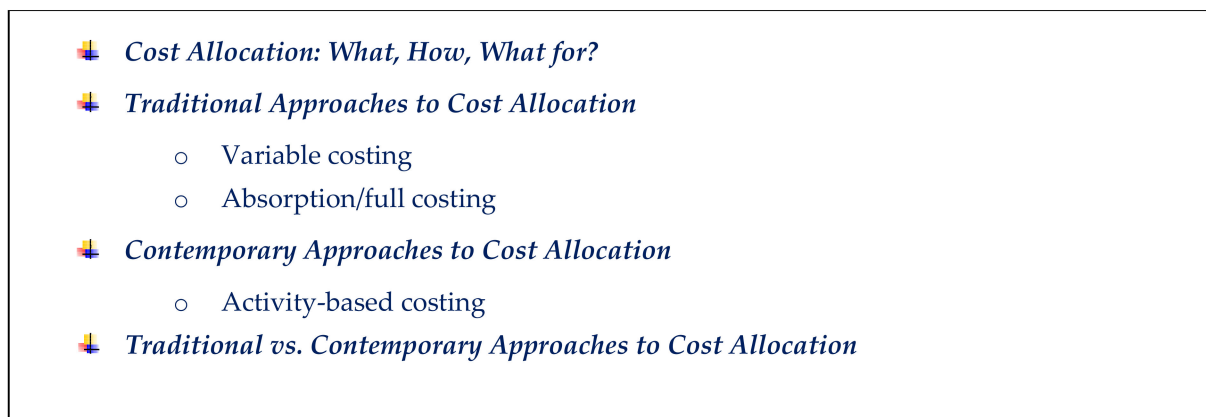 Cost Allocation: What, How, What for?
Traditional Approaches to Cost Allocation
o Variable costing
o Absorption/full costing
Contemporary Approaches to Cost Allocation
o Activity-based costing
Traditional vs. Contemporary Approaches to Cost Allocation